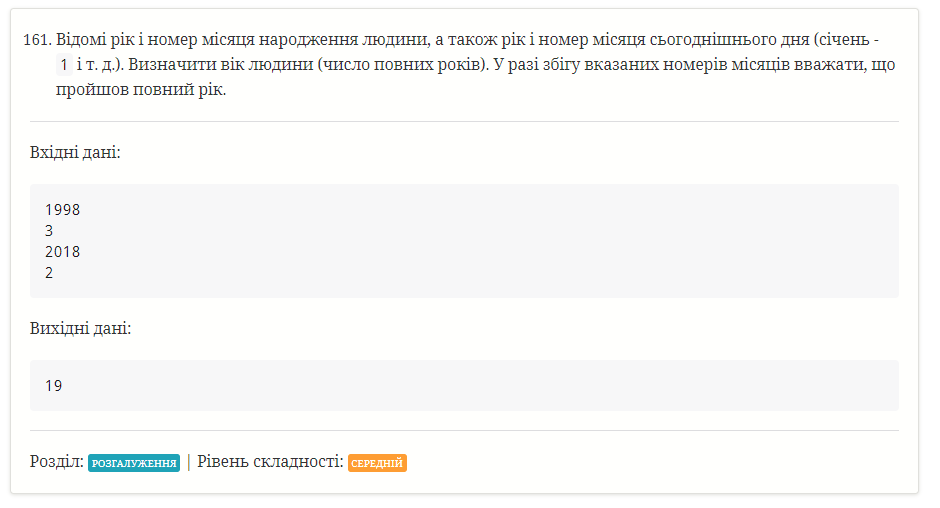 161. Відомі рік і номер місяця народження людини, а також рік і номер місяця сьогоднішнього дня (січень -
1 і т. д.). Визначити вік людини (число повних років). У разі збігу вказаних номерів місяців вважати, що
пройшов повний рік.
Вхідні дані:
1998
3
2018
2
Вихідні дані:
19
Розділ: РОЗГАЛУЖЕННЯ | Рівень складності: СЕРЕДНІЙ